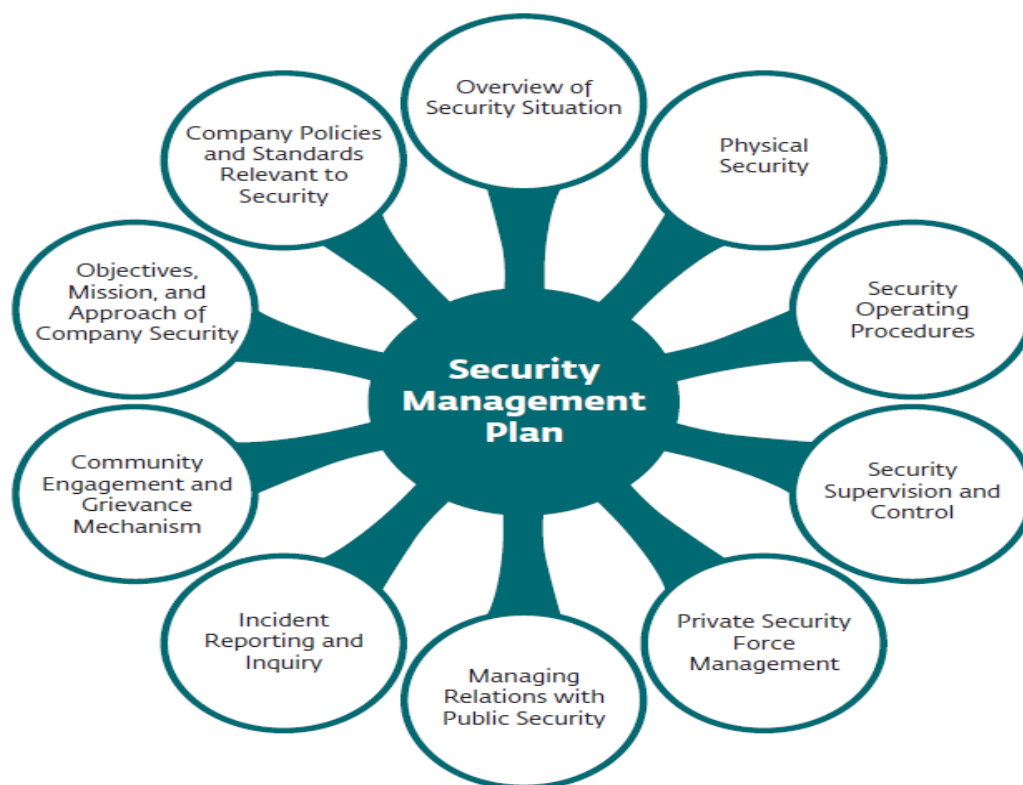 Overview of
Security Situation
Physical
Security
Security
Operating
Procedures
Security
Supervision and
Control
Private Security
Force
Management
Managing
Relations with
Public Security
Incident
Reporting and
Inquiry
Community
Engagement and
Grievance
Mechanism
Objectives,
Mission, and
Approach of
Company Security
Company Policies
and Standards
Relevant to
Security
Security
Management
Plan